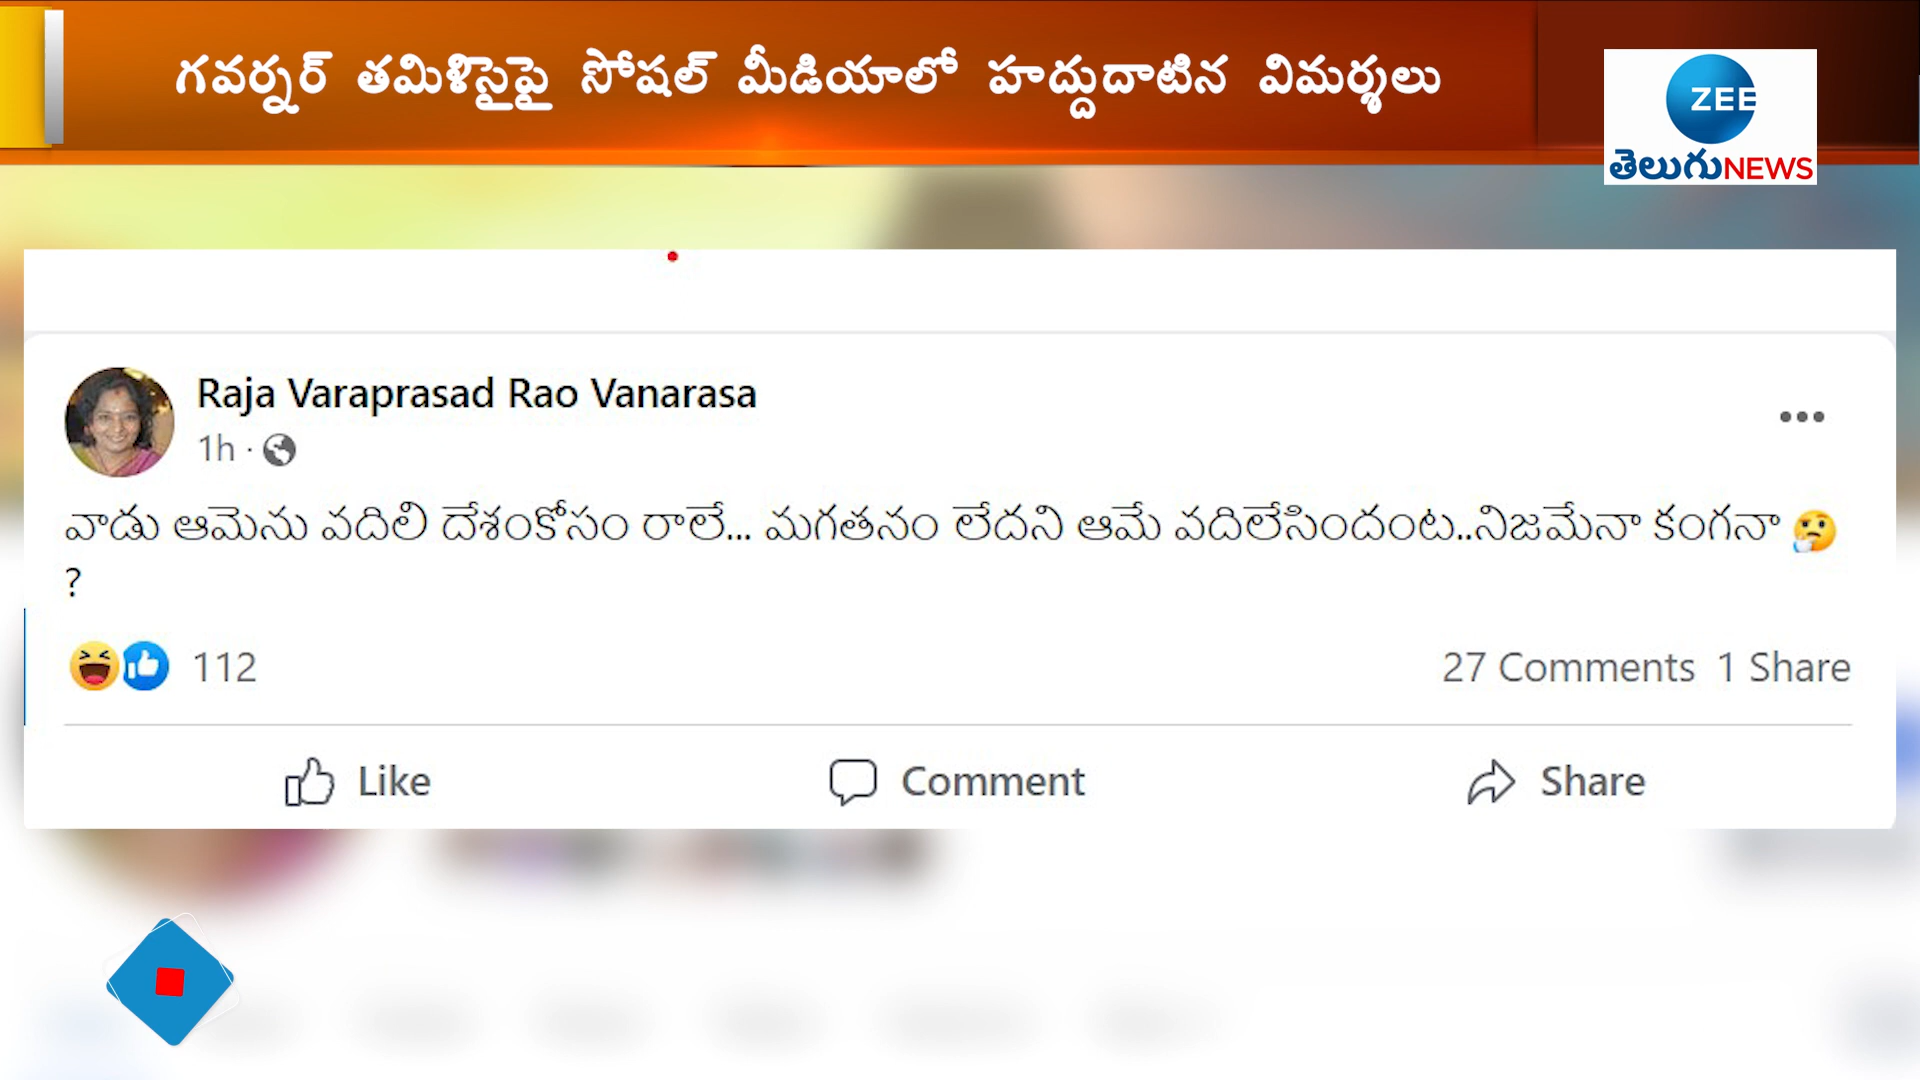 గవర్నర్ తమిళిసైపై సోషల్ మీడియాలో హద్దుదాటిన విమర్శలు
ZEE
తెలుగుNEWS
Raja Varaprasad Rao Vanarasa
1h ·
వాడు ఆమెను వదిలి దేశంకోసం రాలే... మగతనం లేదని ఆమే వదిలేసిందంట..నిజమేనా కంగనా 🤔
?
112
27 Comments 1 Share
Like Comment Share